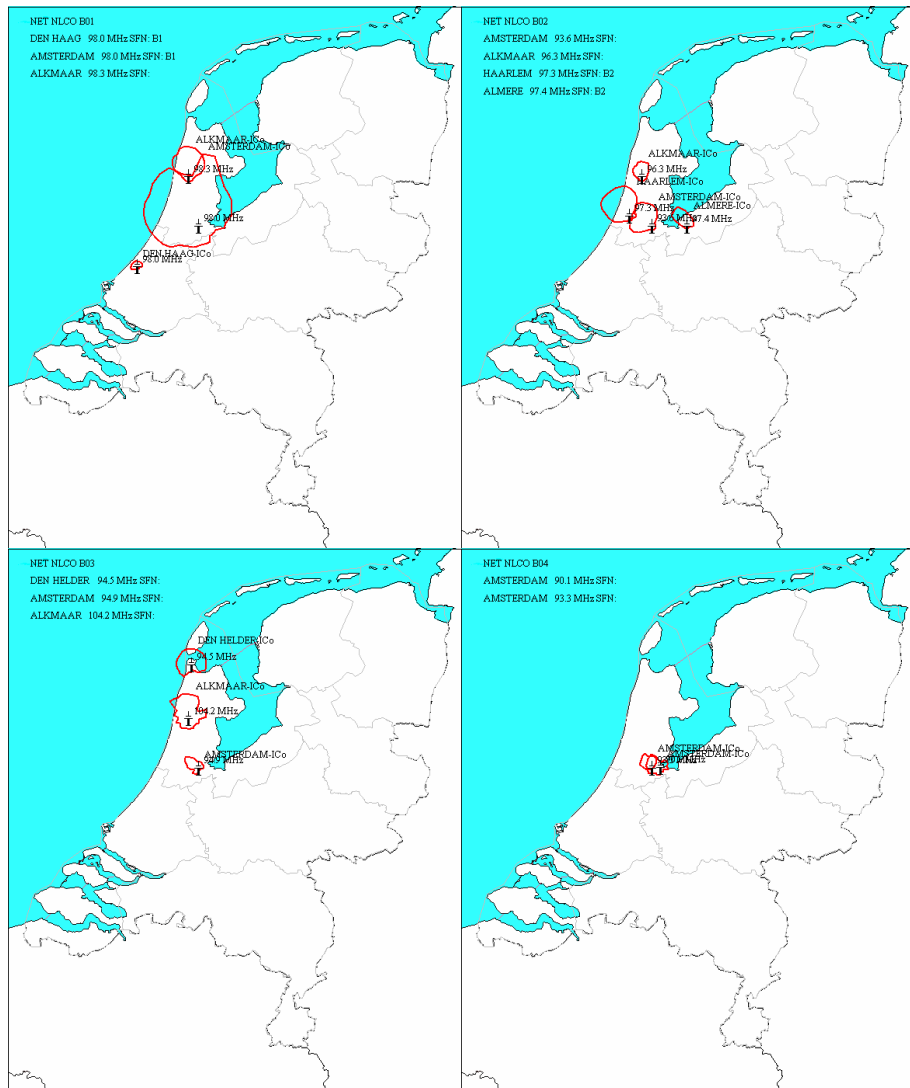 NET NLCO B01
DEN HAAG 98.0 MHz SFN: B1
AMSTERDAM 98.0 MHz SFN: B1
ALKMAAR 98.3 MHz SFN:
ALKMAAR-ICo
AMSTERDAM-ICo
98.3 MHz
98.0 MHz
DEN HAAG-ICo
98.0 MHz
NET NLCO B02
AMSTERDAM 93.6 MHz SFN:
ALKMAAR 96.3 MHz SFN:
HAARLEM 97.3 MHz SFN: B2
ALMERE 97.4 MHz SFN: B2
ALKMAAR-ICo
96.3 MHz
HAARLEM-ICo
AMSTERDAM-ICo
97.3 MHz
ALMERE-ICo
93.6 MHz
97.4 MHz
NET NLCO B03
DEN HELDER 94.5 MHz SFN:
AMSTERDAM 94.9 MHz SFN:
ALKMAAR 104.2 MHz SFN:
DEN HELDER-ICo
94.5 MHz
ALKMAAR-ICo
104.2 MHz
AMSTERDAM-ICo
94.9 MHz
NET NLCO B04
AMSTERDAM 90.1 MHz SFN:
AMSTERDAM 93.3 MHz SFN:
AMSTERDAM-ICo
AMSTERDAM-ICo